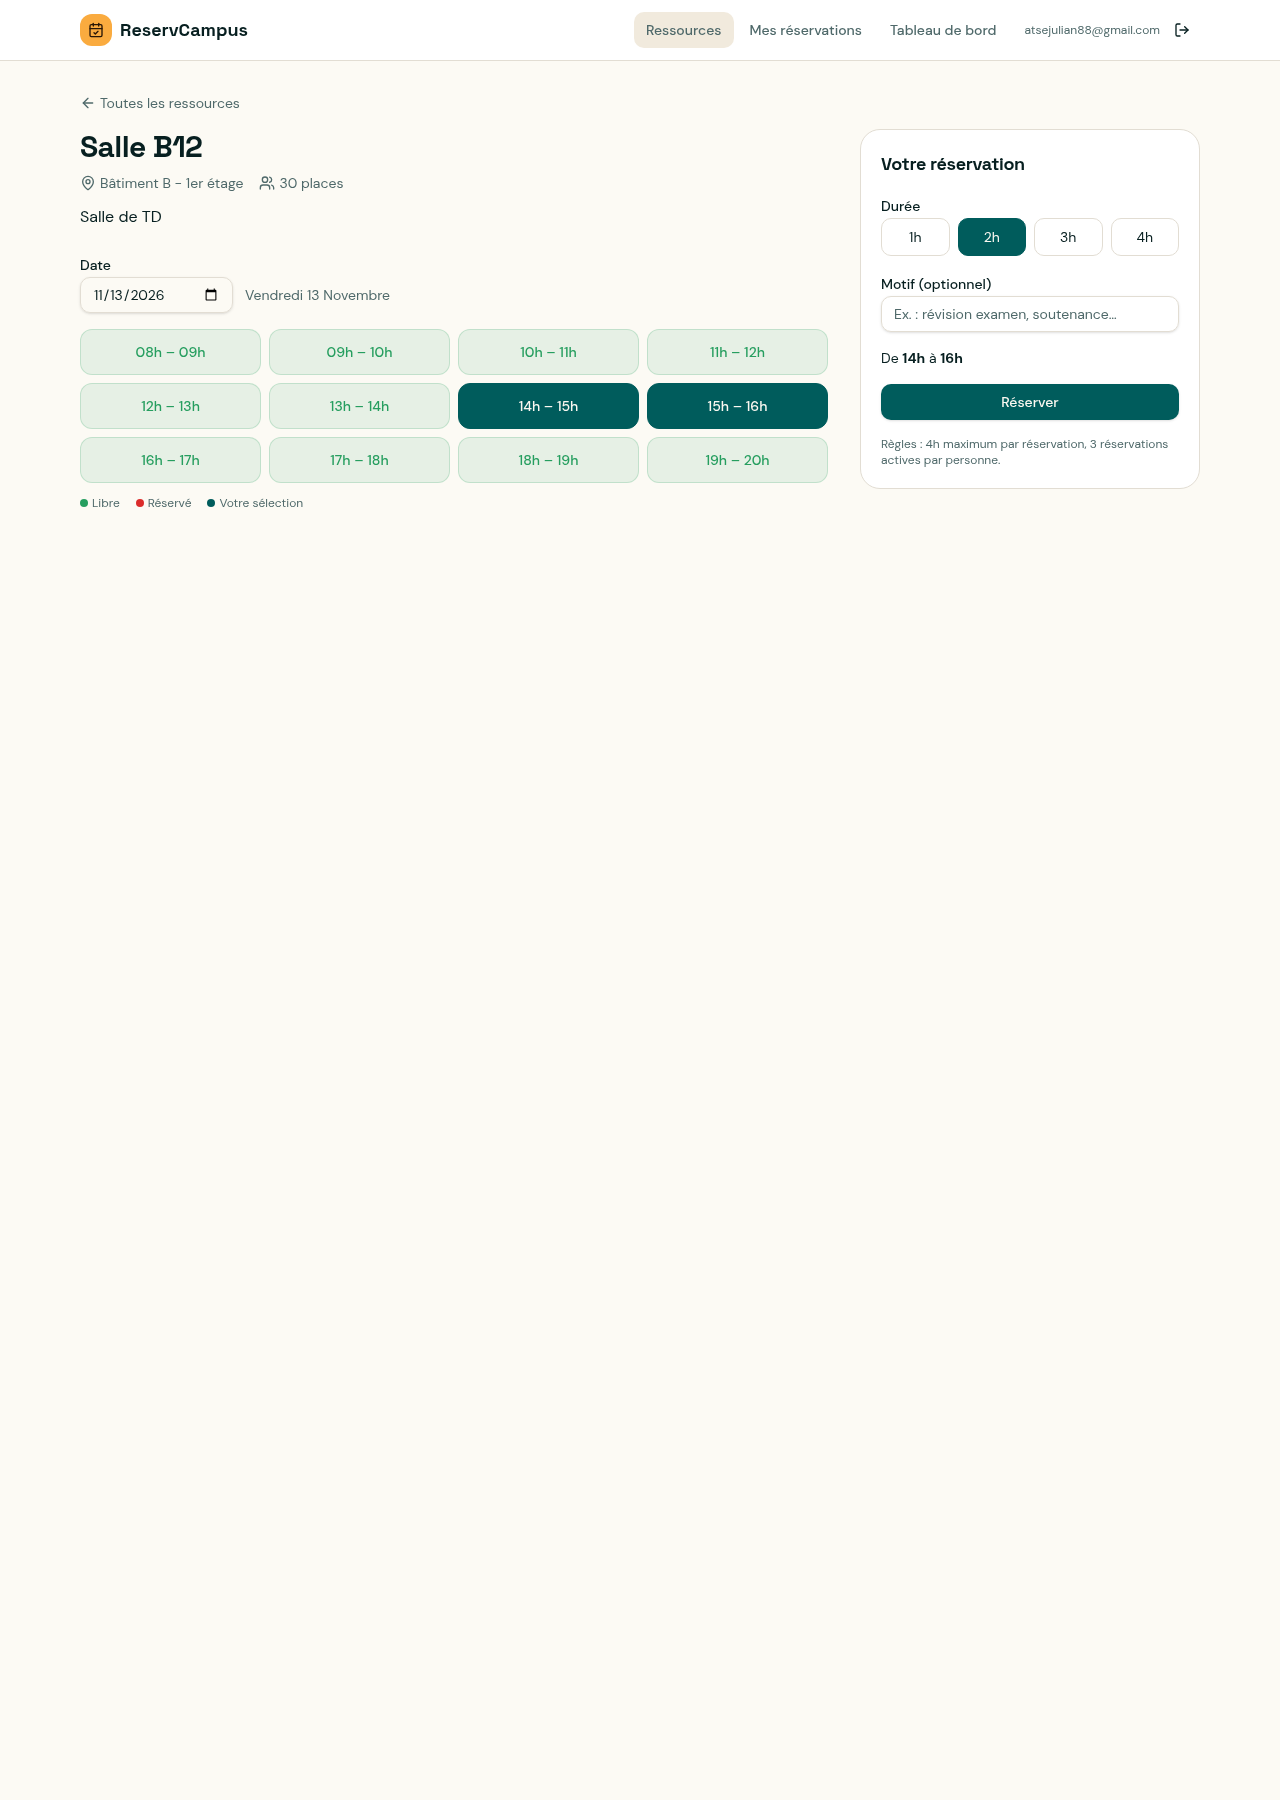 ReservCampus
Ressources
Mes réservations
Tableau de bord
atsejulian88@gmail.com
Toutes les ressources
Salle B12
Bâtiment B - 1er étage
30 places
Salle de TD
Date
11/13/2026
Vendredi 13 Novembre
08h – 09h
09h – 10h
10h – 11h
11h – 12h
12h – 13h
13h – 14h
14h – 15h
15h – 16h
16h – 17h
17h – 18h
18h – 19h
19h – 20h
Libre
Réservé
Votre sélection
Votre réservation
Durée
1h
2h
3h
4h
Motif (optionnel)
Ex. : révision examen, soutenance...
De 14h à 16h
Réserver
Règles : 4h maximum par réservation, 3 réservations
actives par personne.